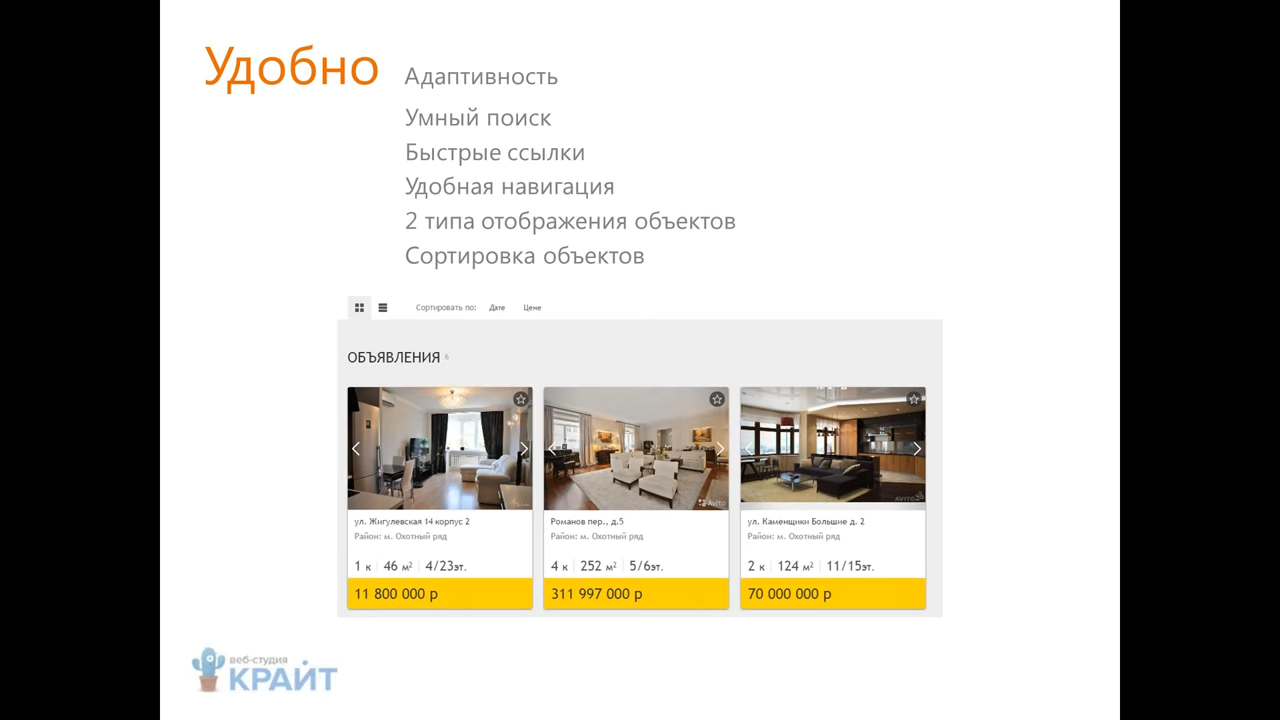 Удобно
Адаптивность
Умный поиск
Быстрые ссылки
Удобная навигация
2 типа отображения объектов
Сортировка объектов
Сортировать по: Дате Цене
ОБЪЯВЛЕНИЯ 6
ул. Жигулевская 14 корпус 2
Район: м. Охотный ряд
1 к 46 м² 4/23эт.
11 800 000 р
Avito
Романов пер., д.5
Район: м. Охотный ряд
4 к 252 м² 5/6эт.
311 997 000 р
AVITO
ул. Каменщики Большие д. 2
Район: м. Охотный ряд
2 к 124 м² 11/15эт.
70 000 000 р
веб-студия
КРАЙТ